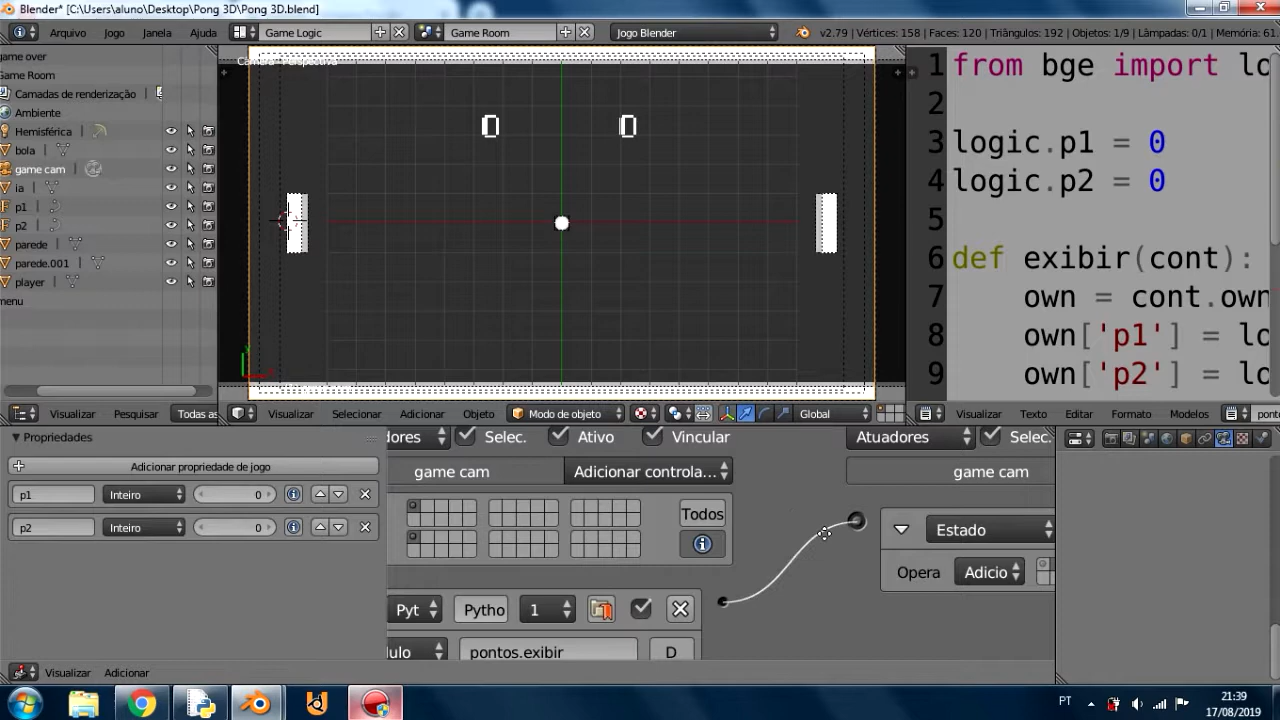 Blender* [C:\Users\aluno\Desktop\Pong 3D\Pong 3D.blend]
Arquivo Jogo Janela Ajuda Game Logic Game Room Jogo Blender v2.79 | Vértices: 158 | Faces: 120 | Triângulos: 192 | Objetos: 1/9 | Lâmpadas: 0/1 | Memória: 61.
ame over
Game Room
Camadas de renderização
Ambiente
Hemisférica
bola
game cam
ia
p1
p2
parede
parede.001
player
menu
Visualizar Pesquisar Todas as
0 0
Visualizar Selecionar Adicionar Objeto Modo de objeto Global
1 from bge import lo
2
3 logic.p1 = 0
4 logic.p2 = 0
5
6 def exibir(cont):
7 own = cont.own
8 own['p1'] = lo
9 own['p2'] = lo
Visualizar Texto Editar Formato Modelos pont
Propriedades
Adicionar propriedade de jogo
p1 Inteiro 0
p2 Inteiro 0
Visualizar Adicionar
dores Selec. Ativo Vincular Atuadores Selec.
game cam Adicionar controla... game cam
Todos
Estado
Opera Adicio
Pyt Pytho 1
dulo pontos.exibir D
PT 21:39
17/08/2019